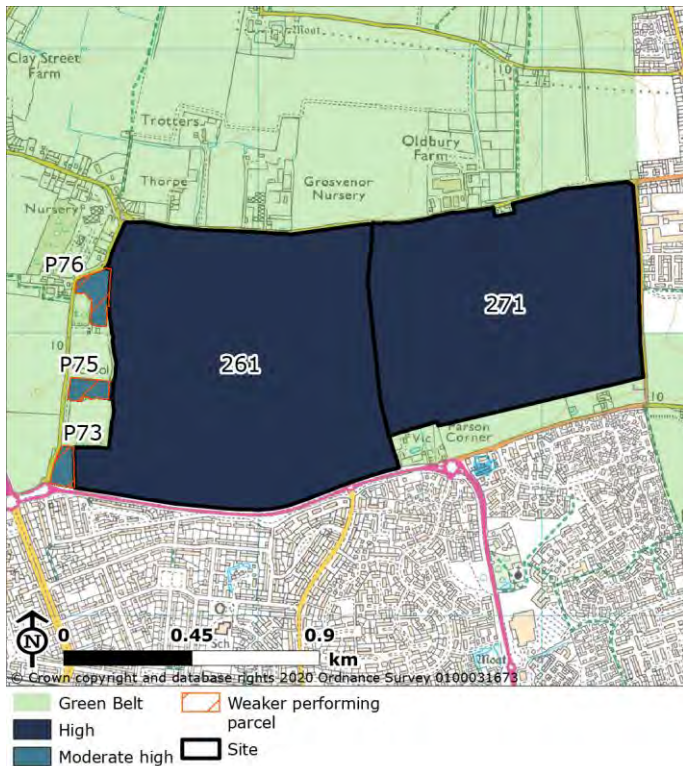 Moat
Clay Street
Farm
10
Trotters
Oldbury
Farm
Thorpe
Grosvenor
Nursery
Nursery
P76
271
10
261
P75
10
P73
Vic
Parson
Corner
N
0 0.45 0.9
km
Sch
Moat
© Crown copyright and database rights 2020 Ordnance Survey 0100031673
Green Belt
High
Moderate high
Weaker performing
parcel
Site